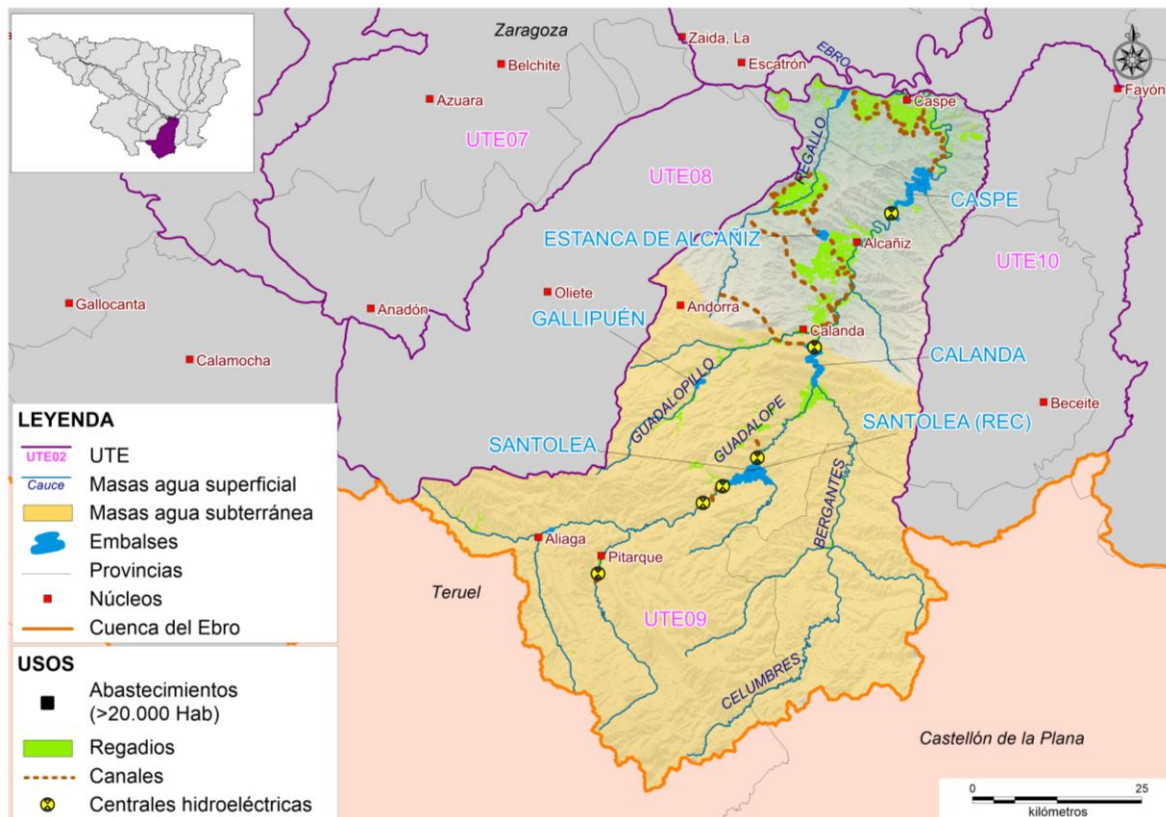 Zaragoza
Zaida, La
Belchite
Escatrón
EBRO
Fayón
Azuara
Caspe
UTE07
REGALLO
UTE08
CASPE
ESTANCA DE ALCAÑIZ
Alcañiz
UTE10
Gallocanta
Anadón
Oliete
Andorra
GALLIPUÉN
Calanda
Calamocha
CALANDA
GUADALOPILLO
Beceite
GUADALOPE
SANTOLEA (REC)
SANTOLEA
BERGANTES
Aliaga
Pitarque
Teruel
UTE09
CELUMBRES
Castellón de la Plana
LEYENDA
UTE02 UTE
Cauce Masas agua superficial
Masas agua subterránea
Embalses
Provincias
Núcleos
Cuenca del Ebro
USOS
Abastecimientos
(>20.000 Hab)
Regadios
Canales
Centrales hidroeléctricas
0 25
kilómetros